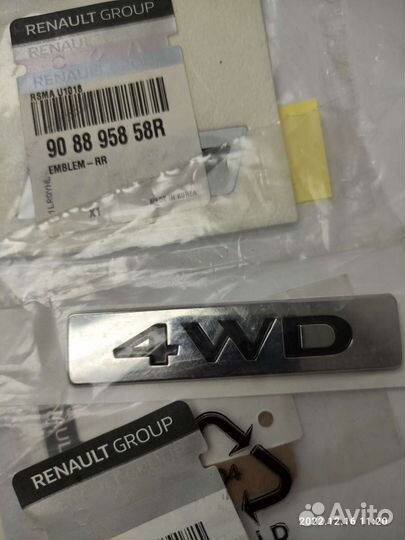 RENAULT GROUP
RSMA U1018
90 88 958 58R
EMBLEM-RR
X1
MADE IN KOREA
4WD
RENAULT GROUP
2022.12.16 11:20
Avito